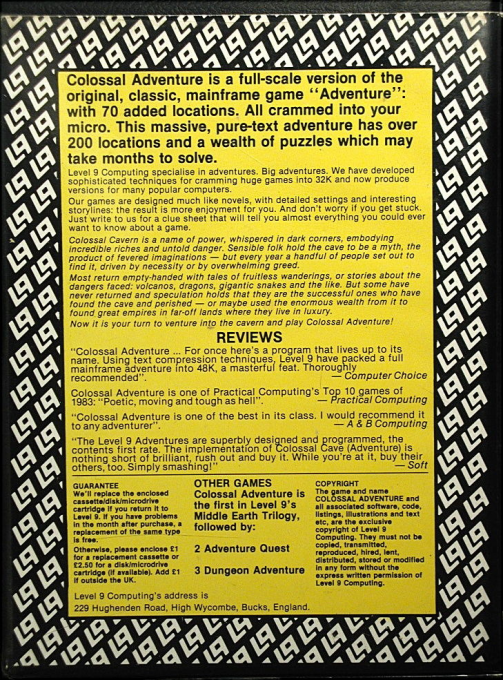 Colossal Adventure is a full-scale version of the
original, classic, mainframe game "Adventure":
with 70 added locations. All crammed into your
micro. This massive, pure-text adventure has over
200 locations and a wealth of puzzles which may
take months to solve.
Level 9 Computing specialise in adventures. Big adventures. We have developed
sophisticated techniques for cramming huge games into 32K and now produce
versions for many popular computers.
Our games are designed much like novels, with detailed settings and interesting
storylines: the result is more enjoyment for you. And don't worry if you get stuck.
Just write to us for a clue sheet that will tell you almost everything you could ever
want to know about a game.
Colossal Cavern is a name of power, whispered in dark corners, embodying
incredible riches and untold danger. Sensible folk hold the cave to be a myth, the
product of fevered imaginations — but every year a handful of people set out to
find it, driven by necessity or by overwhelming greed.
Most return empty-handed with tales of fruitless wanderings, or stories about the
dangers faced: volcanos, dragons, gigantic snakes and the like. But some have
never returned and speculation holds that they are the successful ones who have
found the cave and perished — or maybe used the enormous wealth from it to
found great empires in far-off lands where they live in luxury.
Now it is your turn to venture into the cavern and play Colossal Adventure!
REVIEWS
"Colossal Adventure ... For once here's a program that lives up to its
name. Using text compression techniques, Level 9 have packed a full
mainframe adventure into 48K, a masterful feat. Thoroughly
recommended". — Computer Choice
Colossal Adventure is one of Practical Computing's Top 10 games of
1983: "Poetic, moving and tough as hell". — Practical Computing
"Colossal Adventure is one of the best in its class. I would recommend it
to any adventurer". — A & B Computing
"The Level 9 Adventures are superbly designed and programmed, the
contents first rate. The implementation of Colossal Cave (Adventure) is
nothing short of brilliant, rush out and buy it. While you're at it, buy their
others, too. Simply smashing!" — Soft
GUARANTEE
We'll replace the enclosed
cassette/disk/microdrive
cartridge if you return it to
Level 9. If you have problems
in the month after purchase, a
replacement of the same type
is free.
Otherwise, please enclose £1
for a replacement cassette or
£2.50 for a disk/microdrive
cartridge (if available). Add £1
if outside the UK.
OTHER GAMES
Colossal Adventure is
the first in Level 9's
Middle Earth Trilogy,
followed by:
2 Adventure Quest
3 Dungeon Adventure
COPYRIGHT
The game and name
COLOSSAL ADVENTURE and
all associated software, code,
listings, illustrations and text
etc, are the exclusive
copyright of Level 9
Computing. They must not be
copied, transmitted,
reproduced, hired, lent,
distributed, stored or modified
in any form without the
express written permission of
Level 9 Computing.
Level 9 Computing's address is
229 Hughenden Road, High Wycombe, Bucks, England.